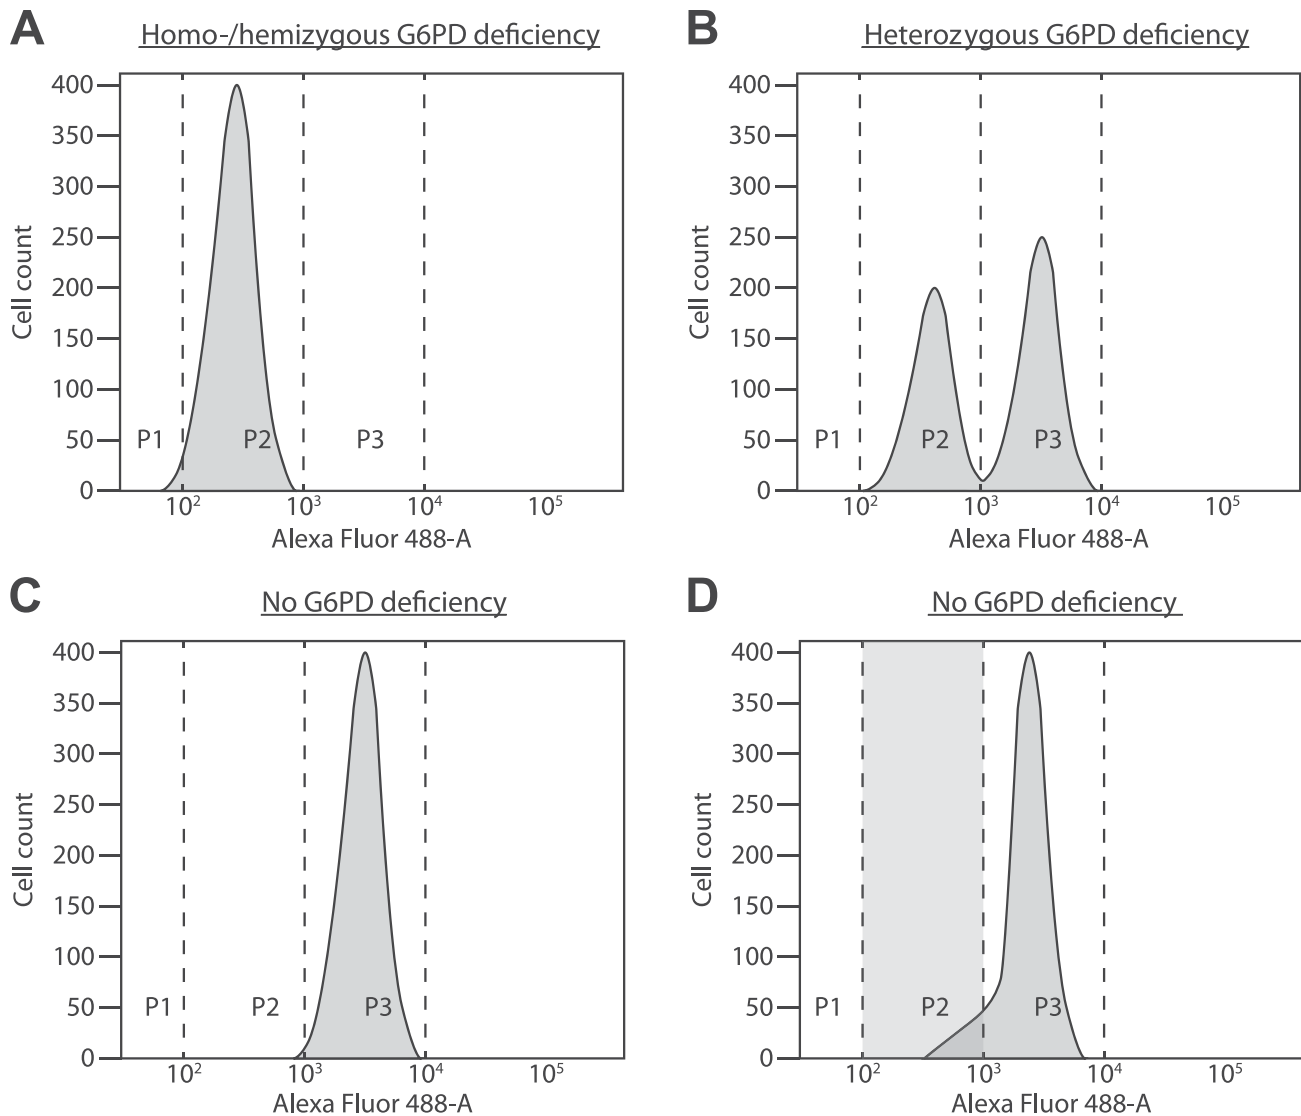 A
Homo-/hemizygous G6PD deficiency
400
350
300
250
200
150
100
50
0
Cell count
P1
P2
P3
10²
10³
10⁴
10⁵
Alexa Fluor 488-A
B
Heterozygous G6PD deficiency
400
350
300
250
200
150
100
50
0
Cell count
P1
P2
P3
10²
10³
10⁴
10⁵
Alexa Fluor 488-A
C
No G6PD deficiency
400
350
300
250
200
150
100
50
0
Cell count
P1
P2
P3
10²
10³
10⁴
10⁵
Alexa Fluor 488-A
D
No G6PD deficiency
400
350
300
250
200
150
100
50
0
Cell count
P1
P2
P3
10²
10³
10⁴
10⁵
Alexa Fluor 488-A